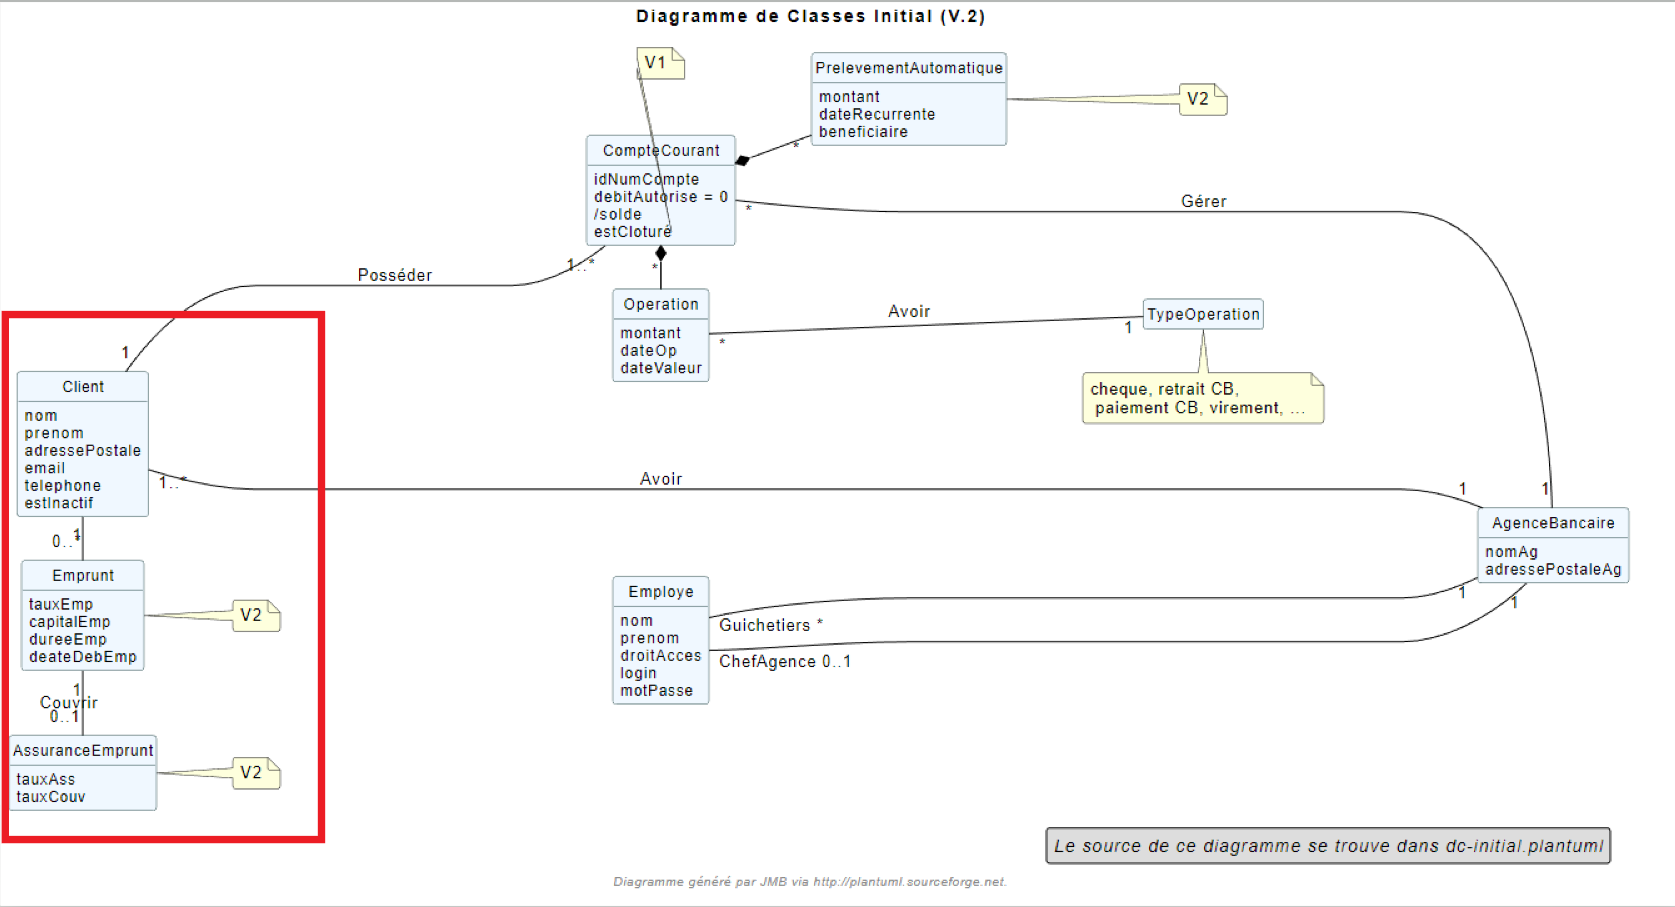 Diagramme de Classes Initial (V.2)
V1
PrelevementAutomatique
montant
dateRecurrente
beneficiaire
V2
CompteCourant
idNumCompte
debitAutorise = 0
/solde
estCloturé
*
*
Gérer
1..*
*
Posséder
1
Operation
montant
dateOp
dateValeur
Avoir
*
1
TypeOperation
cheque, retrait CB,
paiement CB, virement, ...
Client
nom
prenom
adressePostale
email
telephone
estInactif
1..*
Avoir
1
1
AgenceBancaire
nomAg
adressePostaleAg
1
0..*
Emprunt
tauxEmp
capitalEmp
dureeEmp
deateDebEmp
V2
Employe
nom
prenom
droitAcces
login
motPasse
Guichetiers *
1
ChefAgence 0..1
1
1
Couvrir
0..1
AssuranceEmprunt
tauxAss
tauxCouv
V2
Le source de ce diagramme se trouve dans dc-initial.plantuml
Diagramme généré par JMB via http://plantuml.sourceforge.net.